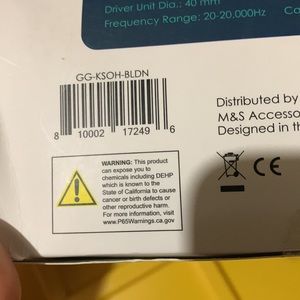 Driver Unit Dia.: 40 mm
Frequency Range: 20-20,000Hz
GG-KSOH-BLDN
8 10002 17249 6
Distributed by
M&S Accesso
Designed in th
WARNING: This product
can expose you to
chemicals including DEHP
which is known to the
State of California to cause
cancer or birth defects or
other reproductive harm.
For more information, visit
www.P65Warnings.ca.gov
CE